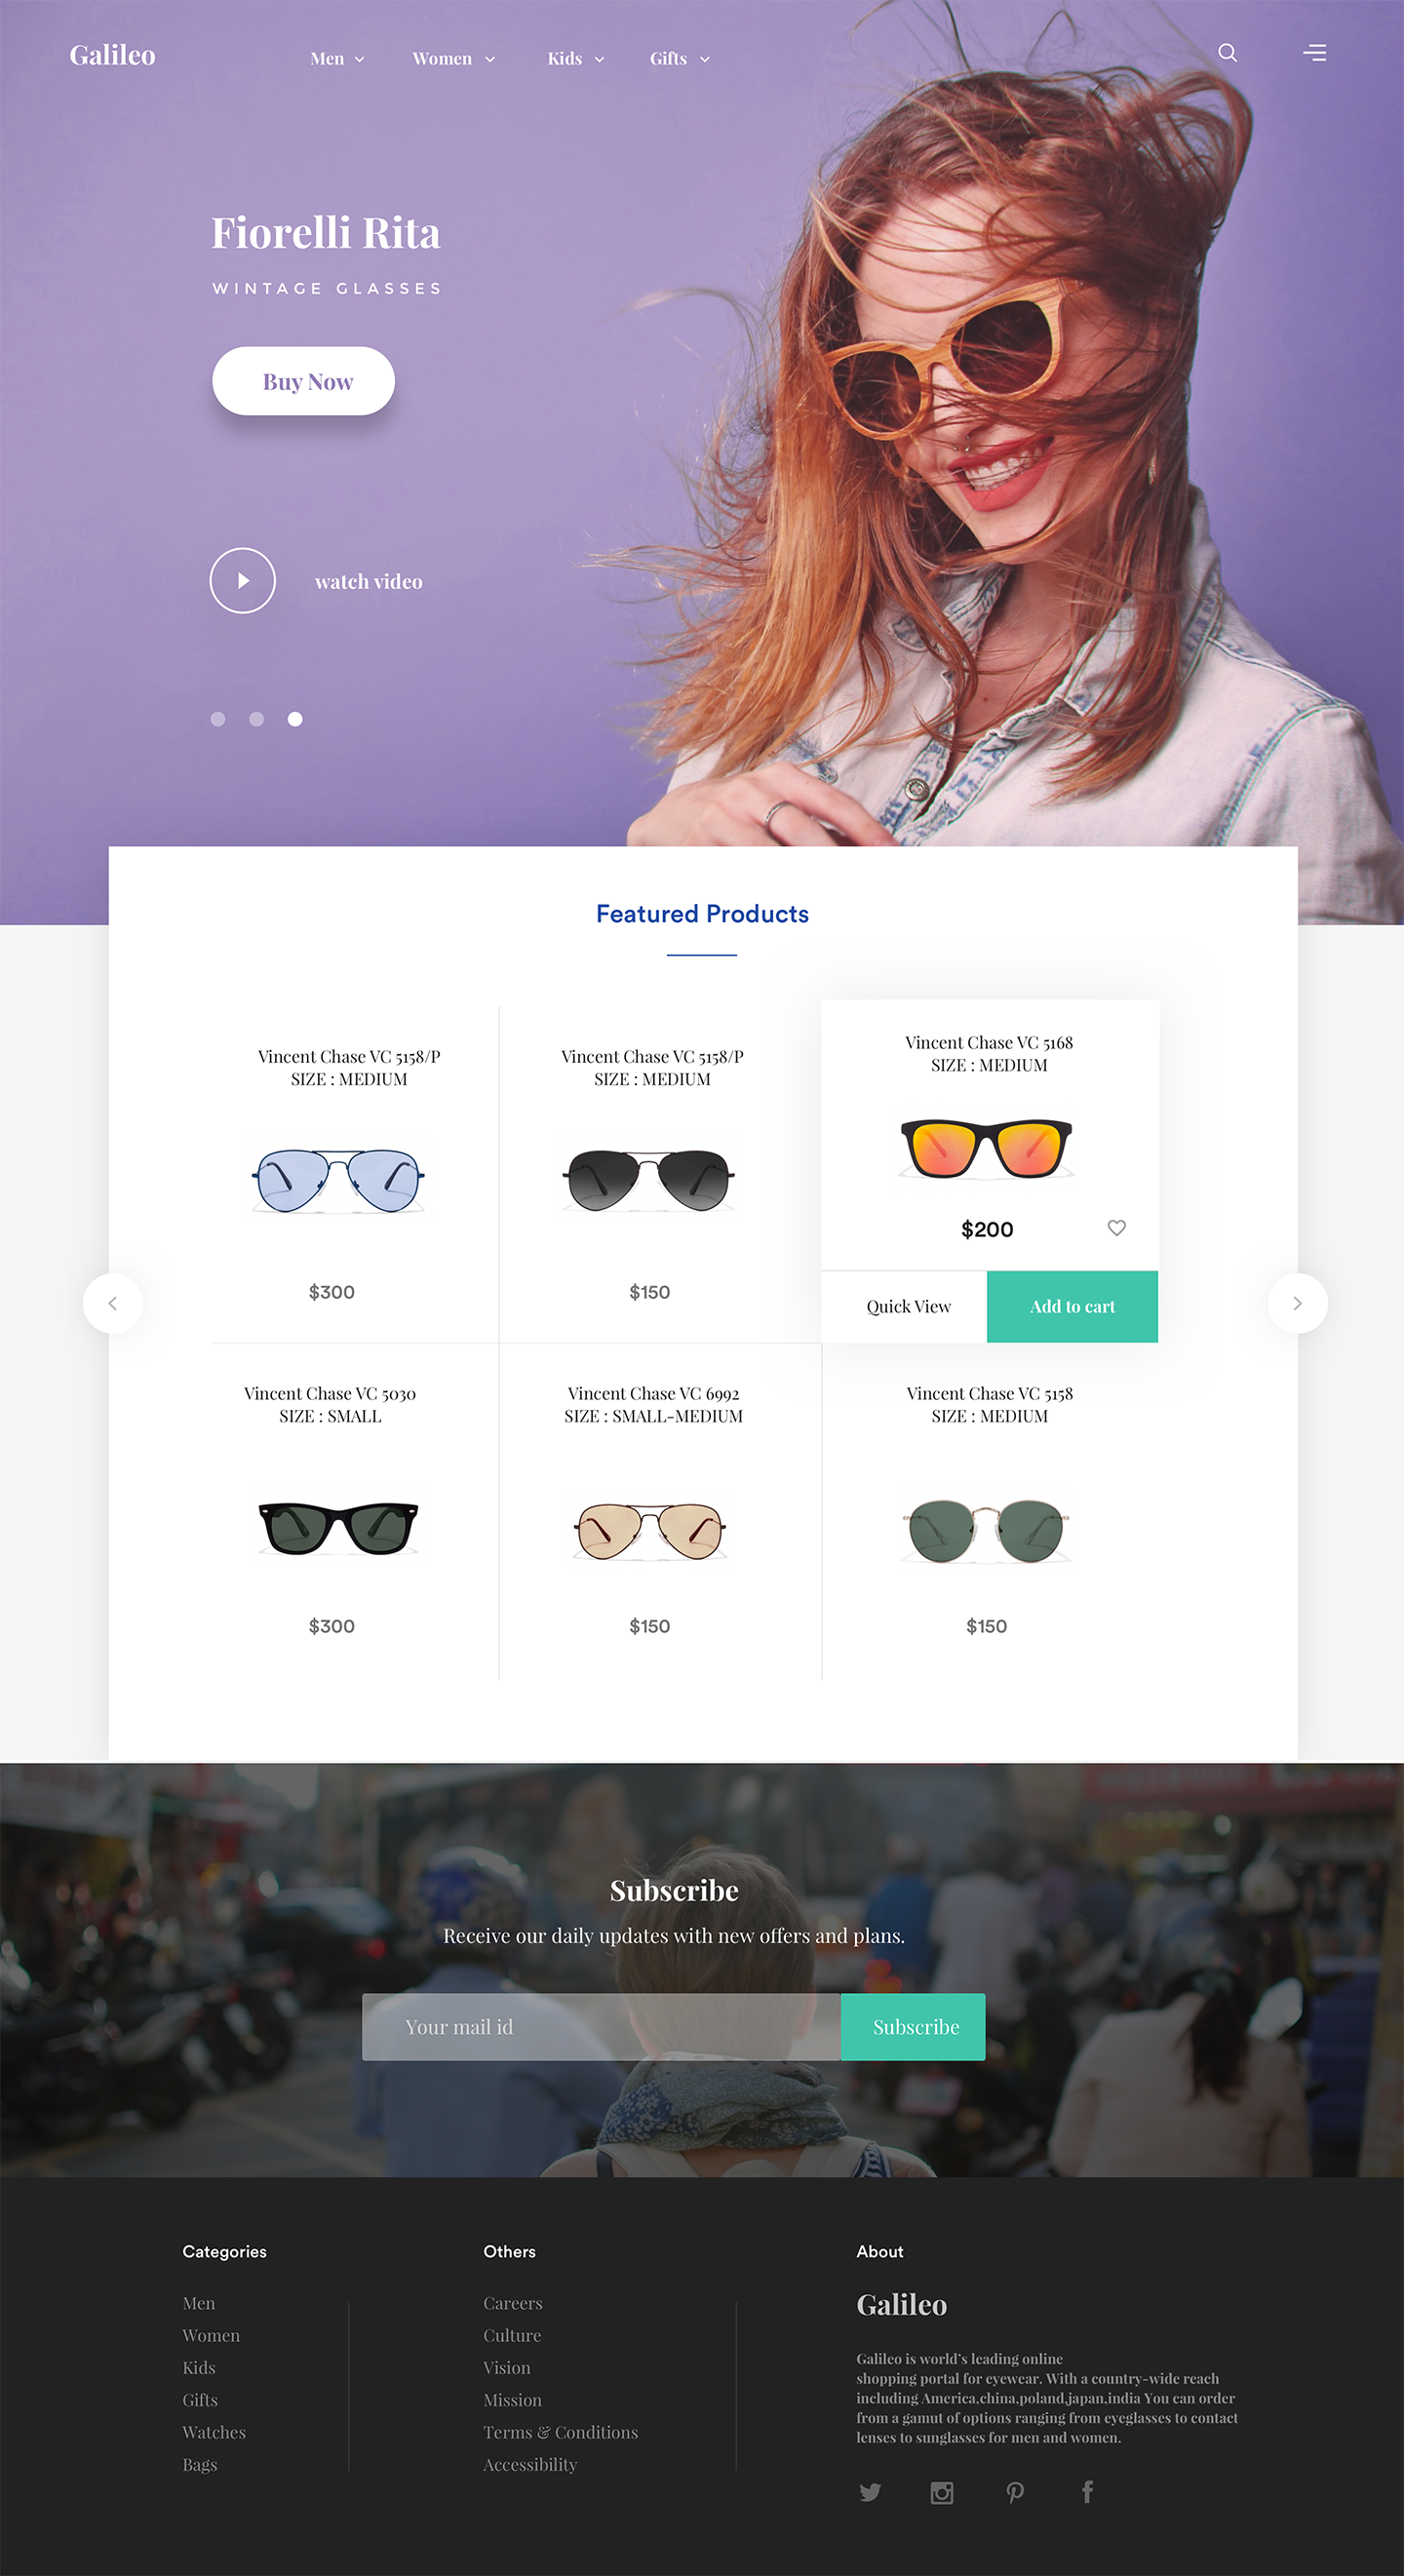 Galileo
Men
Women
Kids
Gifts
Fiorelli Rita
WINTAGE GLASSES
Buy Now
watch video
Featured Products
Vincent Chase VC 5158/P
SIZE : MEDIUM
$300
Vincent Chase VC 5158/P
SIZE : MEDIUM
$150
Vincent Chase VC 5168
SIZE : MEDIUM
$200
Quick View
Add to cart
Vincent Chase VC 5030
SIZE : SMALL
$300
Vincent Chase VC 6992
SIZE : SMALL-MEDIUM
$150
Vincent Chase VC 5158
SIZE : MEDIUM
$150
Subscribe
Receive our daily updates with new offers and plans.
Your mail id
Subscribe
Categories
Men
Women
Kids
Gifts
Watches
Bags
Others
Careers
Culture
Vision
Mission
Terms & Conditions
Accessibility
About
Galileo
Galileo is world's leading online
shopping portal for eyewear. With a country-wide reach
including America,china,poland,japan,india You can order
from a gamut of options ranging from eyeglasses to contact
lenses to sunglasses for men and women.